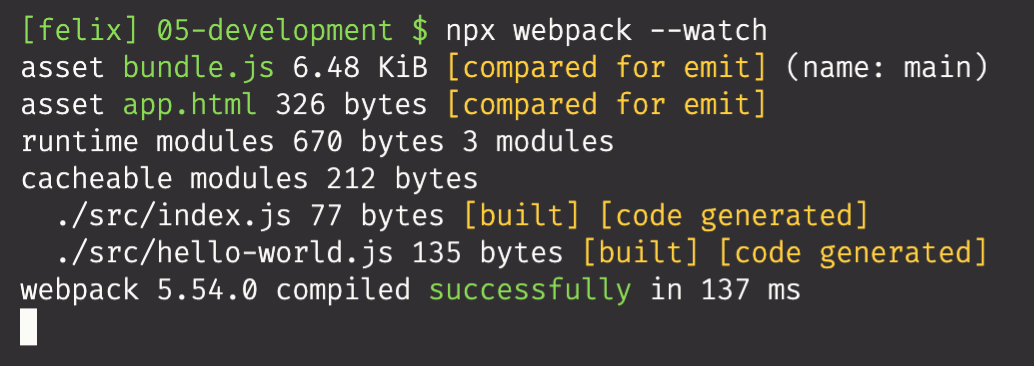 [felix] 05-development $ npx webpack --watch
asset bundle.js 6.48 KiB [compared for emit] (name: main)
asset app.html 326 bytes [compared for emit]
runtime modules 670 bytes 3 modules
cacheable modules 212 bytes
  ./src/index.js 77 bytes [built] [code generated]
  ./src/hello-world.js 135 bytes [built] [code generated]
webpack 5.54.0 compiled successfully in 137 ms